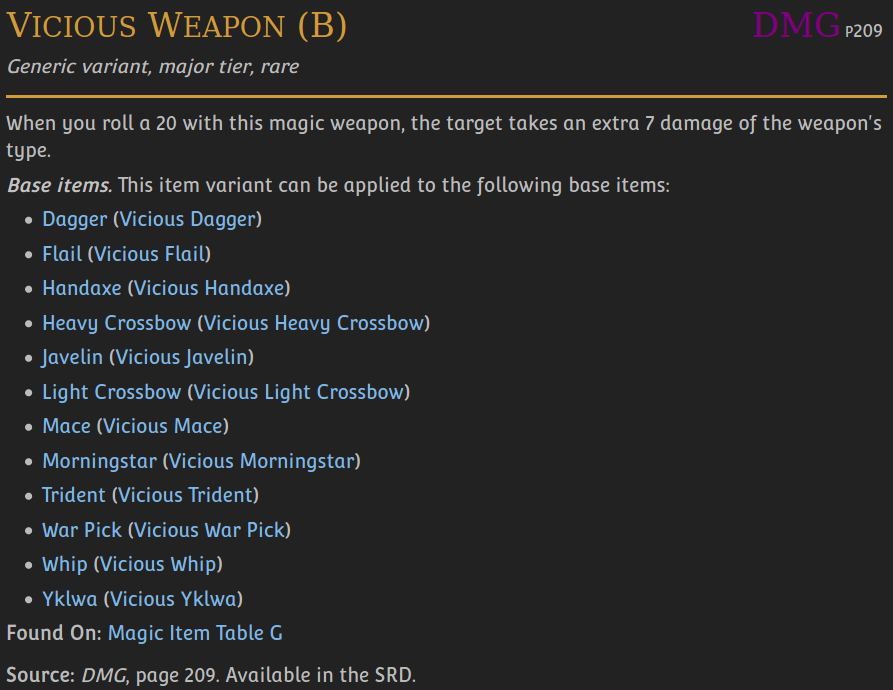 VICIOUS WEAPON (B) DMG P209
Generic variant, major tier, rare
When you roll a 20 with this magic weapon, the target takes an extra 7 damage of the weapon's
type.
Base items. This item variant can be applied to the following base items:
• Dagger (Vicious Dagger)
• Flail (Vicious Flail)
• Handaxe (Vicious Handaxe)
• Heavy Crossbow (Vicious Heavy Crossbow)
• Javelin (Vicious Javelin)
• Light Crossbow (Vicious Light Crossbow)
• Mace (Vicious Mace)
• Morningstar (Vicious Morningstar)
• Trident (Vicious Trident)
• War Pick (Vicious War Pick)
• Whip (Vicious Whip)
• Yklwa (Vicious Yklwa)
Found On: Magic Item Table G
Source: DMG, page 209. Available in the SRD.